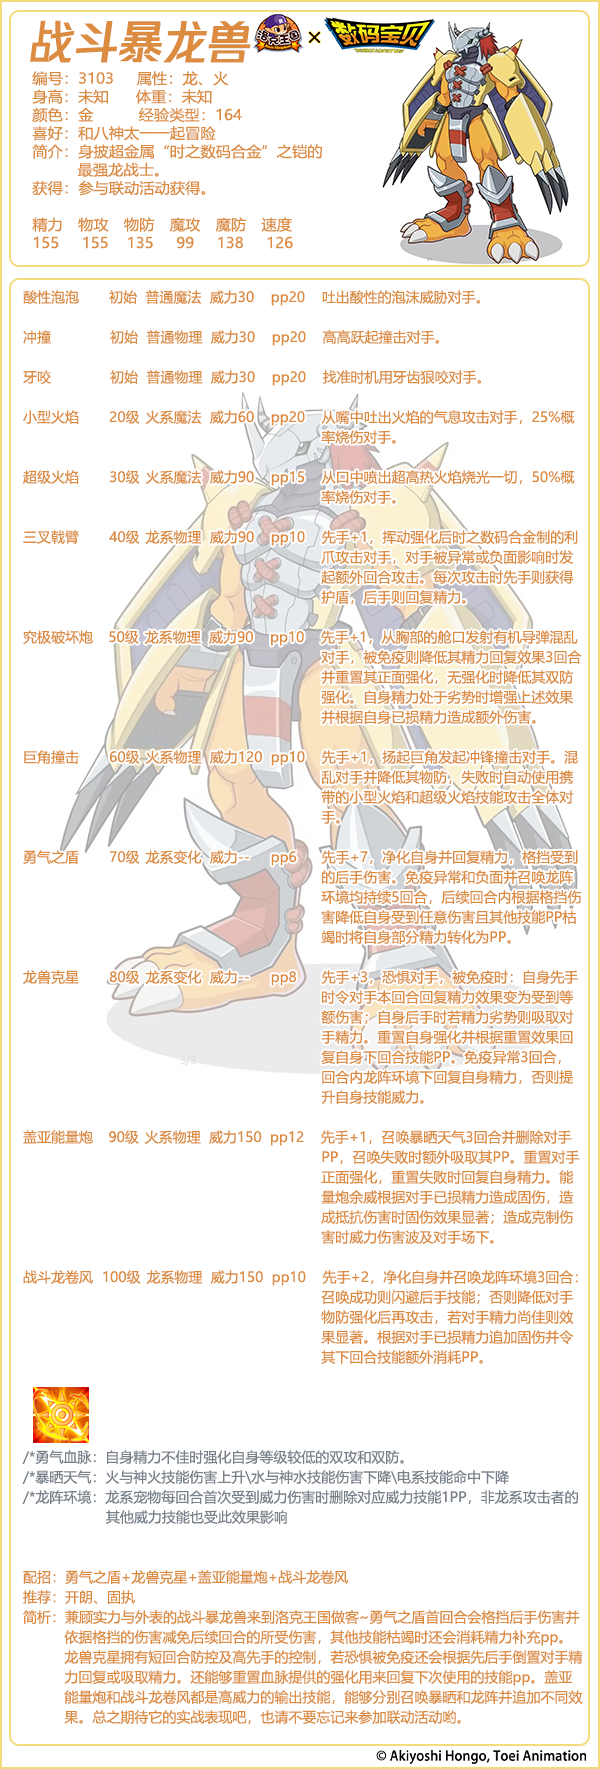 战斗暴龙兽 洛克王国 × 数码宝贝
编号：3103 属性：龙、火
身高：未知 体重：未知
颜色：金 经验类型：164
喜好：和八神太一一起冒险
简介：身披超金属“时之数码合金”之铠的
最强龙战士。
获得：参与联动活动获得。
精力 物攻 物防 魔攻 魔防 速度
155 155 135 99 138 126
酸性泡泡 初始 普通魔法 威力30 pp20 吐出酸性的泡沫威胁对手。
冲撞 初始 普通物理 威力30 pp20 高高跃起撞击对手。
牙咬 初始 普通物理 威力30 pp20 找准时机用牙齿狠咬对手。
小型火焰 20级 火系魔法 威力60 pp20 从嘴中吐出火焰的气息攻击对手，25%概
率烧伤对手。
超级火焰 30级 火系魔法 威力90 pp15 从口中喷出超高热火焰烧光一切，50%概
率烧伤对手。
三叉戟臂 40级 龙系物理 威力90 pp10 先手+1，挥动强化后时之数码合金制的利
爪攻击对手，对手被异常或负面影响时发
起额外回合攻击。每次攻击时先手则获得
护盾，后手则回复精力。
究极破坏炮 50级 龙系物理 威力90 pp10 先手+1，从胸部的舱口发射有机导弹混乱
对手，被免疫则降低其精力回复效果3回合
并重置其正面强化，无强化时降低其双防
强化。自身精力处于劣势时增强上述效果
并根据自身已损精力造成额外伤害。
巨角撞击 60级 火系物理 威力120 pp10 先手+1，扬起巨角发起冲锋撞击对手。混
乱对手并降低其物防，失败时自动使用携
带的小型火焰和超级火焰技能攻击全体对
手。
勇气之盾 70级 龙系变化 威力-- pp6 先手+7，净化自身并回复精力，格挡受到
的后手伤害。免疫异常和负面并召唤龙阵
环境均持续5回合，后续回合内根据格挡伤
害降低自身受到任意伤害且其他技能PP枯
竭时将自身部分精力转化为PP。
龙兽克星 80级 龙系变化 威力-- pp8 先手+3，恐惧对手，被免疫时：自身先手
时令对手本回合回复精力效果变为受到等
额伤害；自身后手时若精力劣势则吸取对
手精力。重置自身强化并根据重置效果回
复自身下回合技能PP。免疫异常3回合，
回合内龙阵环境下回复自身精力，否则提
升自身技能威力。
盖亚能量炮 90级 火系物理 威力150 pp12 先手+1，召唤暴晒天气3回合并删除对手
PP，召唤失败时额外吸取其PP。重置对手
正面强化，重置失败时回复自身精力。能
量炮余威根据对手已损精力造成固伤，造
成抵抗伤害时固伤效果显著；造成克制伤
害时威力伤害波及对手场下。
战斗龙卷风 100级 龙系物理 威力150 pp10 先手+2，净化自身并召唤龙阵环境3回合：
召唤成功则闪避后手技能；否则降低对手
物防强化后再攻击，若对手精力尚佳则效
果显著。根据对手已损精力追加固伤并令
其下回合技能额外消耗PP。
/*勇气血脉：自身精力不佳时强化自身等级较低的双攻和双防。
/*暴晒天气：火与神火技能伤害上升\水与神水技能伤害下降\电系技能命中下降
/*龙阵环境：龙系宠物每回合首次受到威力伤害时删除对应威力技能1PP，非龙系攻击者的
其他威力技能也受此效果影响
配招：勇气之盾+龙兽克星+盖亚能量炮+战斗龙卷风
推荐：开朗、固执
简析：兼顾实力与外表的战斗暴龙兽来到洛克王国做客~勇气之盾首回合会格挡后手伤害并
依据格挡的伤害减免后续回合的所受伤害，其他技能枯竭时还会消耗精力补充pp。
龙兽克星拥有短回合防控及高先手的控制，若恐惧被免疫还会根据先后手倒置对手精
力回复或吸取精力。还能够重置血脉提供的强化用来回复下次使用的技能pp。盖亚
能量炮和战斗龙卷风都是高威力的输出技能，能够分别召唤暴晒和龙阵并追加不同效
果。总之期待它的实战表现吧，也请不要忘记来参加联动活动哟。
© Akiyoshi Hongo, Toei Animation